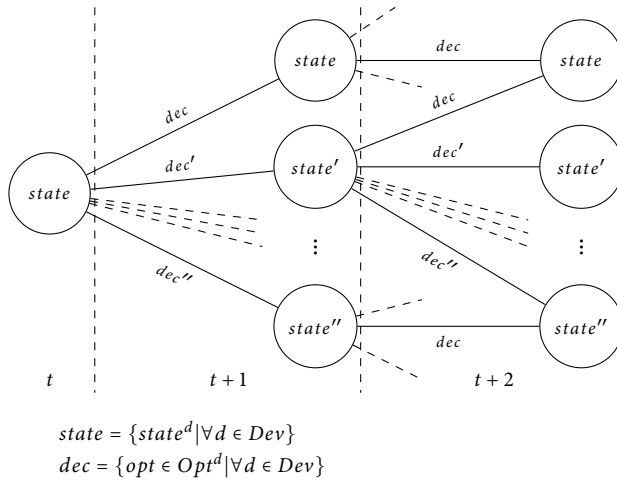 state dec state
dec
dec
state′ dec′ state′
dec′
state
⋮ ⋮
dec″ dec″
state″ dec state″
t t + 1 t + 2
state = {state^d|∀d ∈ Dev}
dec = {opt ∈ Opt^d|∀d ∈ Dev}